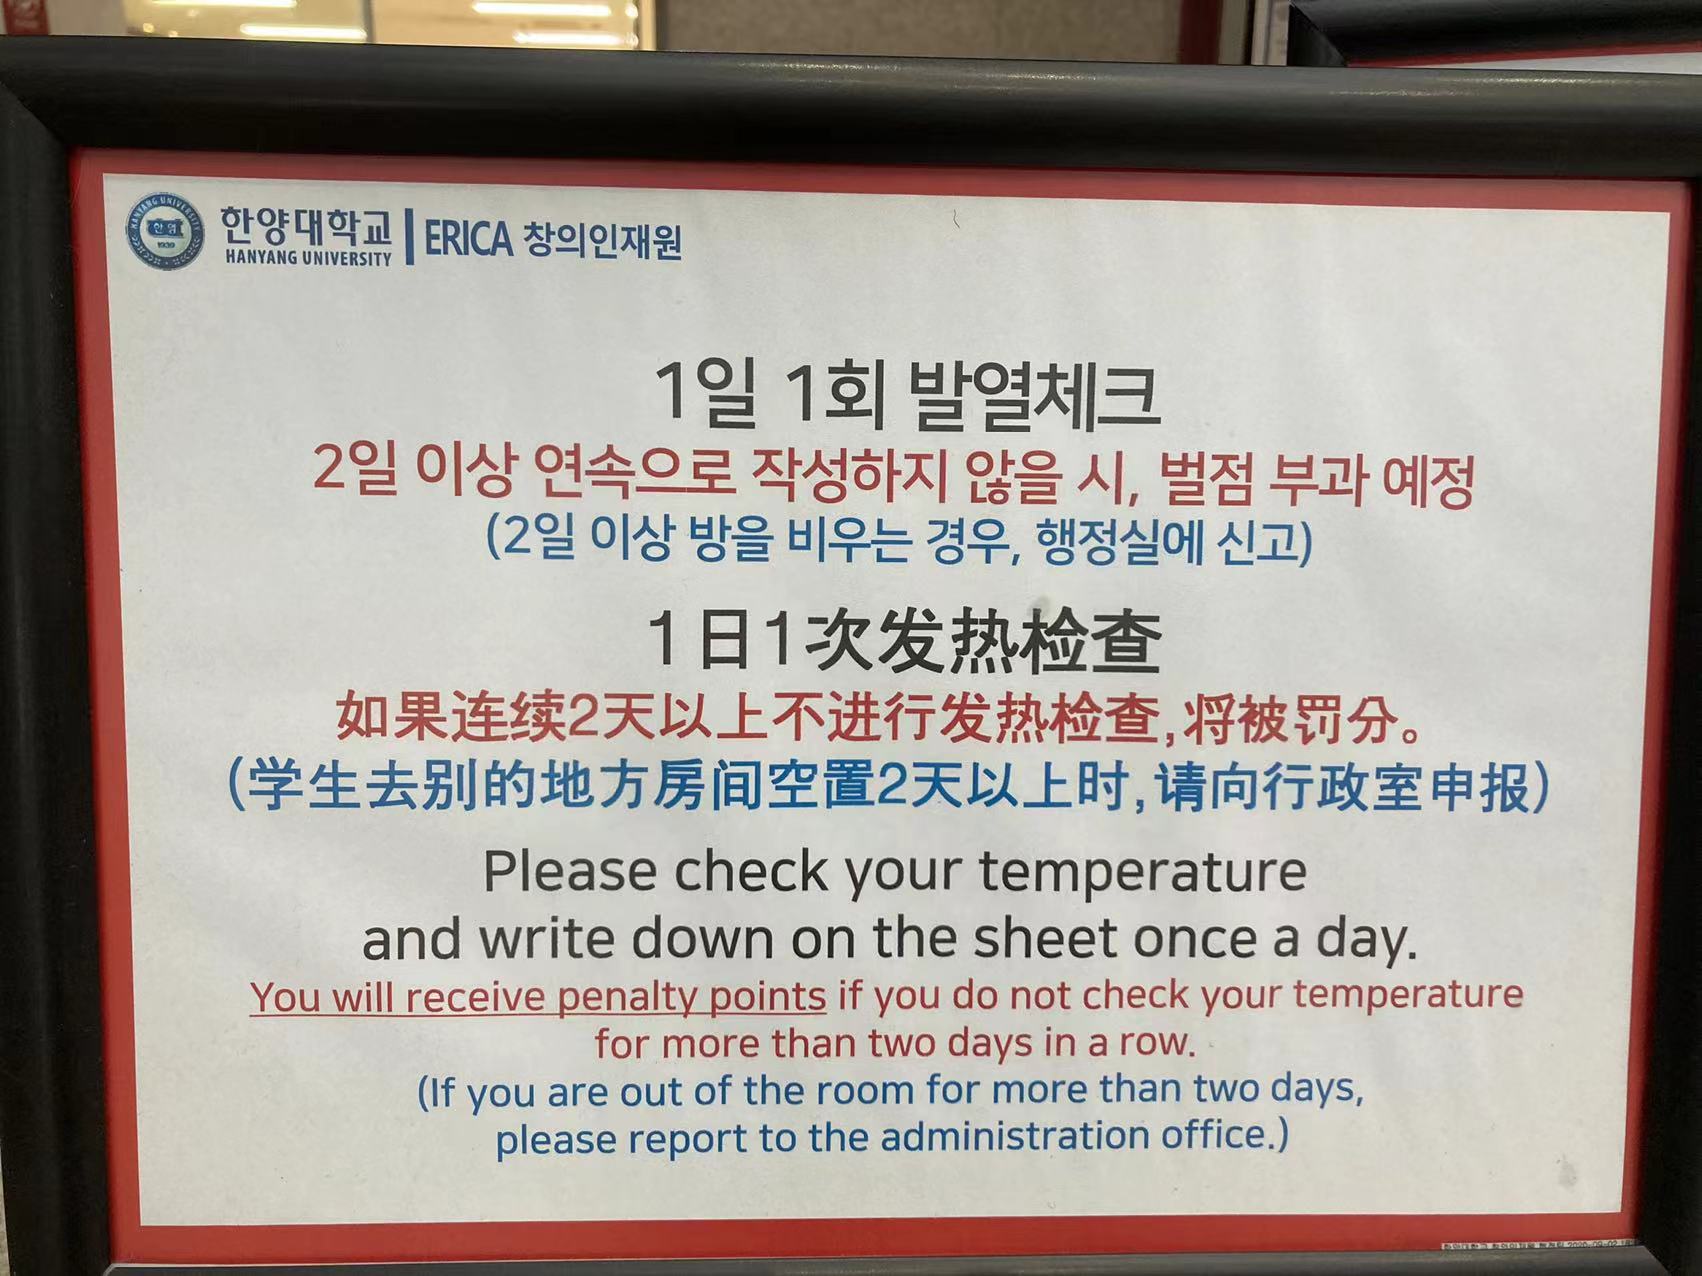 한양대학교 ERICA 창의인재원
HANYANG UNIVERSITY
HANYANG UNIVERSITY
한양
1939
1일 1회 발열체크
2일 이상 연속으로 작성하지 않을 시, 벌점 부과 예정
(2일 이상 방을 비우는 경우, 행정실에 신고)
1日1次发热检查
如果连续2天以上不进行发热检查,将被罚分。
(学生去别的地方房间空置2天以上时,请向行政室申报)
Please check your temperature
and write down on the sheet once a day.
You will receive penalty points if you do not check your temperature
for more than two days in a row.
(If you are out of the room for more than two days,
please report to the administration office.)